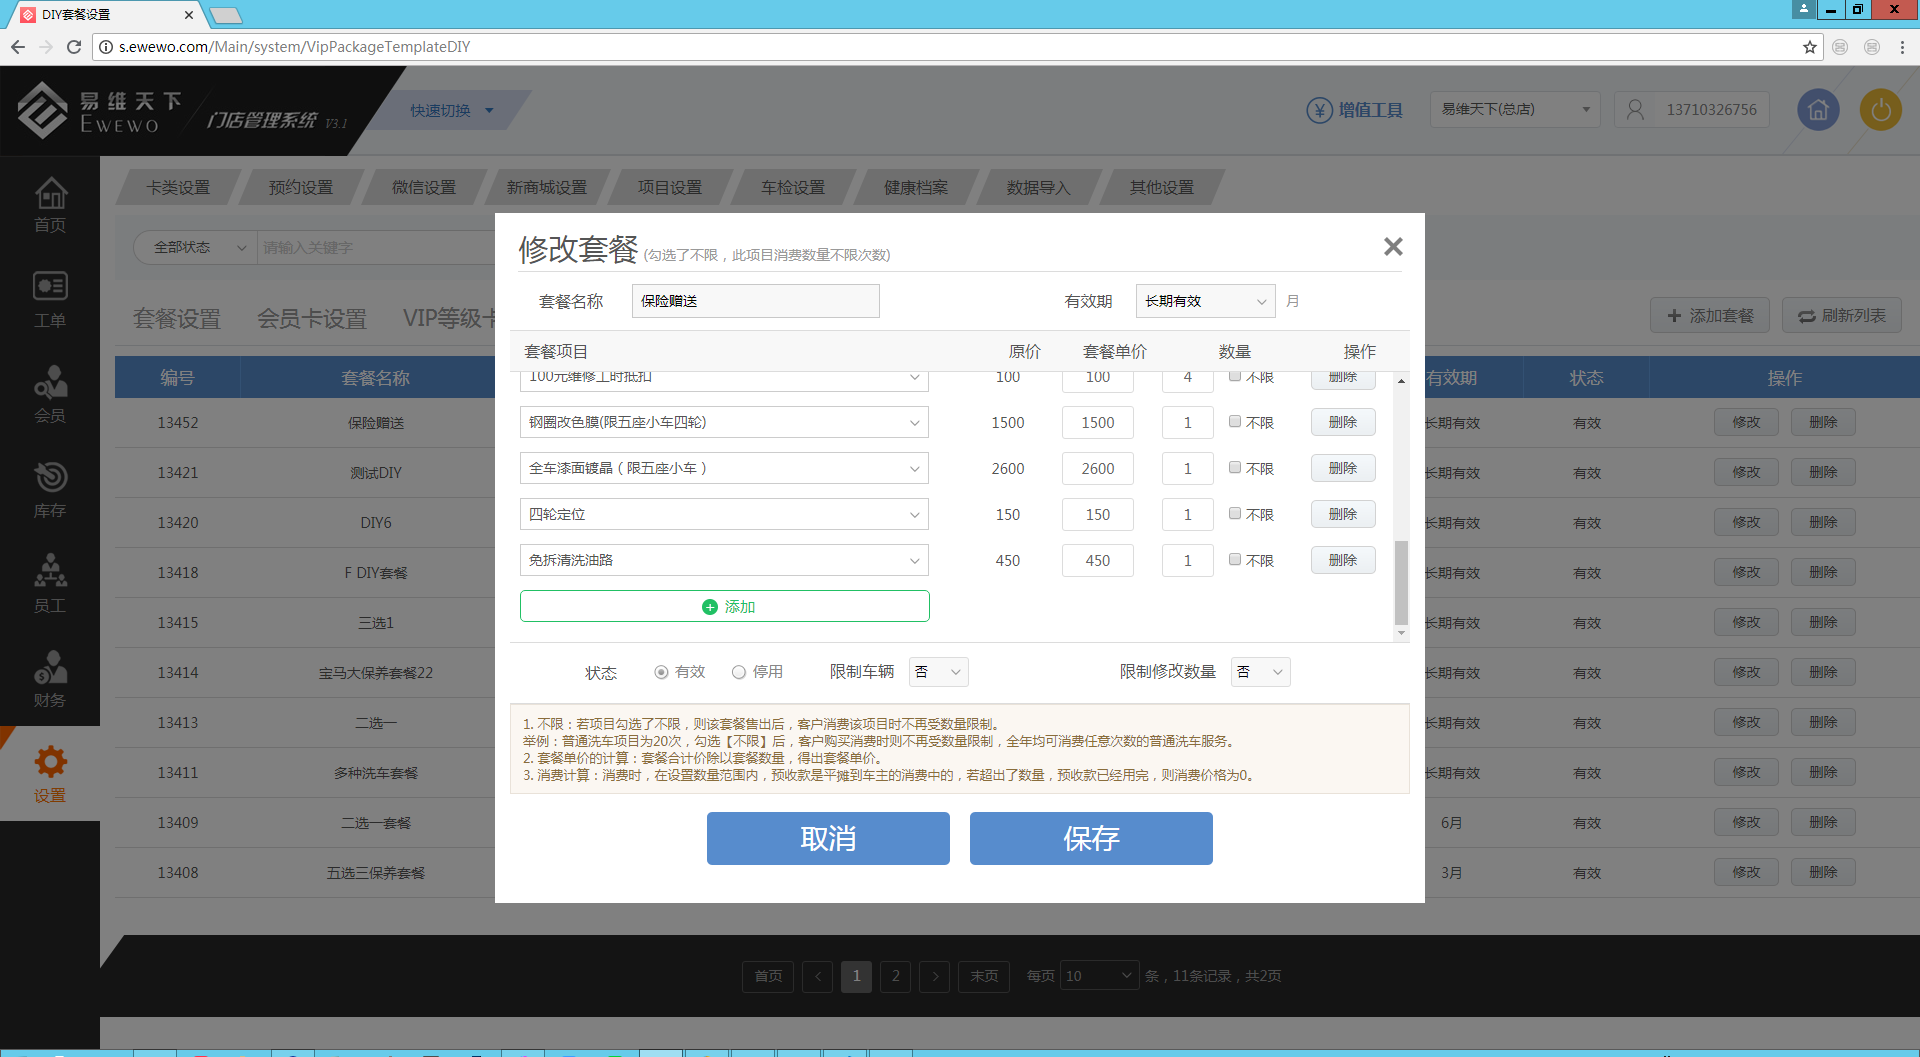 DIY套餐设置
s.ewewo.com/Main/system/VipPackageTemplateDIY
易维天下
EWEWO
门店管理系统 V3.1
快速切换
增值工具
易维天下(总店)
13710326756
首页
工单
会员
库存
员工
财务
设置
卡类设置 预约设置 微信设置 新商城设置 项目设置 车检设置 健康档案 数据导入 其他设置
全部状态 请输入关键字
套餐设置 会员卡设置 VIP等级卡
添加套餐 刷新列表
编号 套餐名称 有效期 状态 操作
13452 保险赠送 长期有效 有效 修改 删除
13421 测试DIY 长期有效 有效 修改 删除
13420 DIY6 长期有效 有效 修改 删除
13418 F DIY套餐 长期有效 有效 修改 删除
13415 三选1 长期有效 有效 修改 删除
13414 宝马大保养套餐22 长期有效 有效 修改 删除
13413 二选一 长期有效 有效 修改 删除
13411 多种洗车套餐 长期有效 有效 修改 删除
13409 二选一套餐 6月 有效 修改 删除
13408 五选三保养套餐 3月 有效 修改 删除
修改套餐 (勾选了不限，此项目消费数量不限次数)
套餐名称 保险赠送 有效期 长期有效 月
套餐项目 原价 套餐单价 数量 操作
100元维修工时抵扣 100 100 4 不限 删除
钢圈改色膜(限五座小车四轮) 1500 1500 1 不限 删除
全车漆面镀晶（限五座小车） 2600 2600 1 不限 删除
四轮定位 150 150 1 不限 删除
免拆清洗油路 450 450 1 不限 删除
添加
状态 有效 停用 限制车辆 否 限制修改数量 否
1. 不限：若项目勾选了不限，则该套餐售出后，客户消费该项目时不再受数量限制。
举例：普通洗车项目为20次，勾选【不限】后，客户购买消费时则不再受数量限制，全年均可消费任意次数的普通洗车服务。
2. 套餐单价的计算：套餐合计价除以套餐数量，得出套餐单价。
3. 消费计算：消费时，在设置数量范围内，预收款是平摊到车主的消费中的，若超出了数量，预收款已经用完，则消费价格为0。
取消 保存
首页 < 1 2 > 末页 每页 10 条，11条记录，共2页